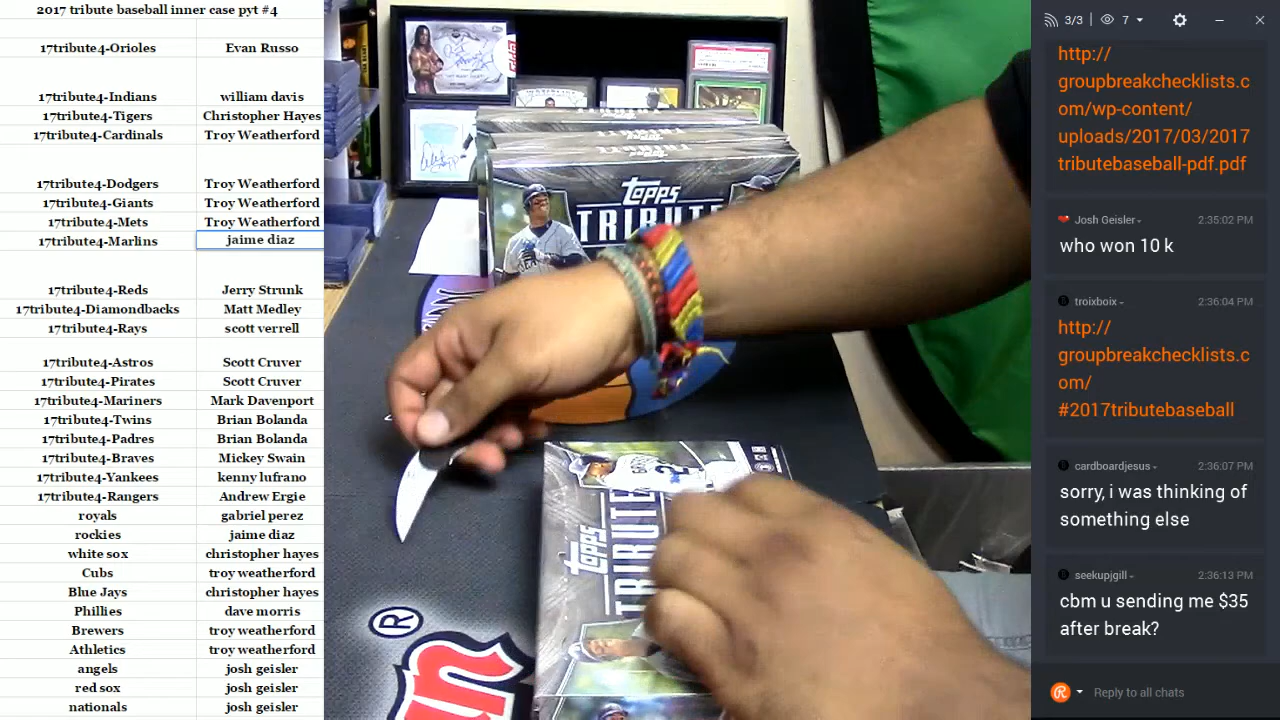 2017 tribute baseball inner case pyt #4
17tribute4-Orioles Evan Russo
17tribute4-Indians william davis
17tribute4-Tigers Christopher Hayes
17tribute4-Cardinals Troy Weatherford
17tribute4-Dodgers Troy Weatherford
17tribute4-Giants Troy Weatherford
17tribute4-Mets Troy Weatherford
17tribute4-Marlins jaime diaz
17tribute4-Reds Jerry Strunk
17tribute4-Diamondbacks Matt Medley
17tribute4-Rays scott verrell
17tribute4-Astros Scott Cruver
17tribute4-Pirates Scott Cruver
17tribute4-Mariners Mark Davenport
17tribute4-Twins Brian Bolanda
17tribute4-Padres Brian Bolanda
17tribute4-Braves Mickey Swain
17tribute4-Yankees kenny lufrano
17tribute4-Rangers Andrew Ergie
royals gabriel perez
rockies jaime diaz
white sox christopher hayes
Cubs troy weatherford
Blue Jays christopher hayes
Phillies dave morris
Brewers troy weatherford
Athletics troy weatherford
angels josh geisler
red sox josh geisler
nationals josh geisler
topps
TRIBUTE
topps
TRIBUTE
®
3/3 7
http://
groupbreakchecklists.c
om/wp-content/
uploads/2017/03/2017
tributebaseball-pdf.pdf
Josh Geisler 2:35:02 PM
who won 10 k
troixboix 2:36:04 PM
http://
groupbreakchecklists.c
om/
#2017tributebaseball
cardboardjesus 2:36:07 PM
sorry, i was thinking of
something else
seekupjgill 2:36:13 PM
cbm u sending me $35
after break?
Reply to all chats